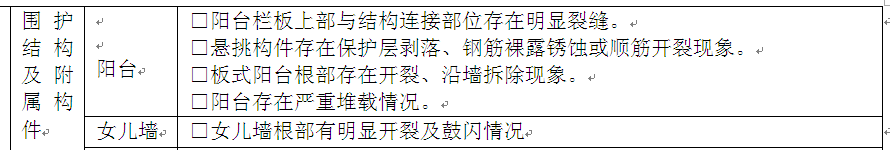 围护结构及附属构件
阳台
□阳台栏板上部与结构连接部位存在明显裂缝。
□悬挑构件存在保护层剥落、钢筋裸露锈蚀或顺筋开裂现象。
□板式阳台根部存在开裂、沿墙拆除现象。
□阳台存在严重堆载情况。
女儿墙
□女儿墙根部有明显开裂及鼓闪情况